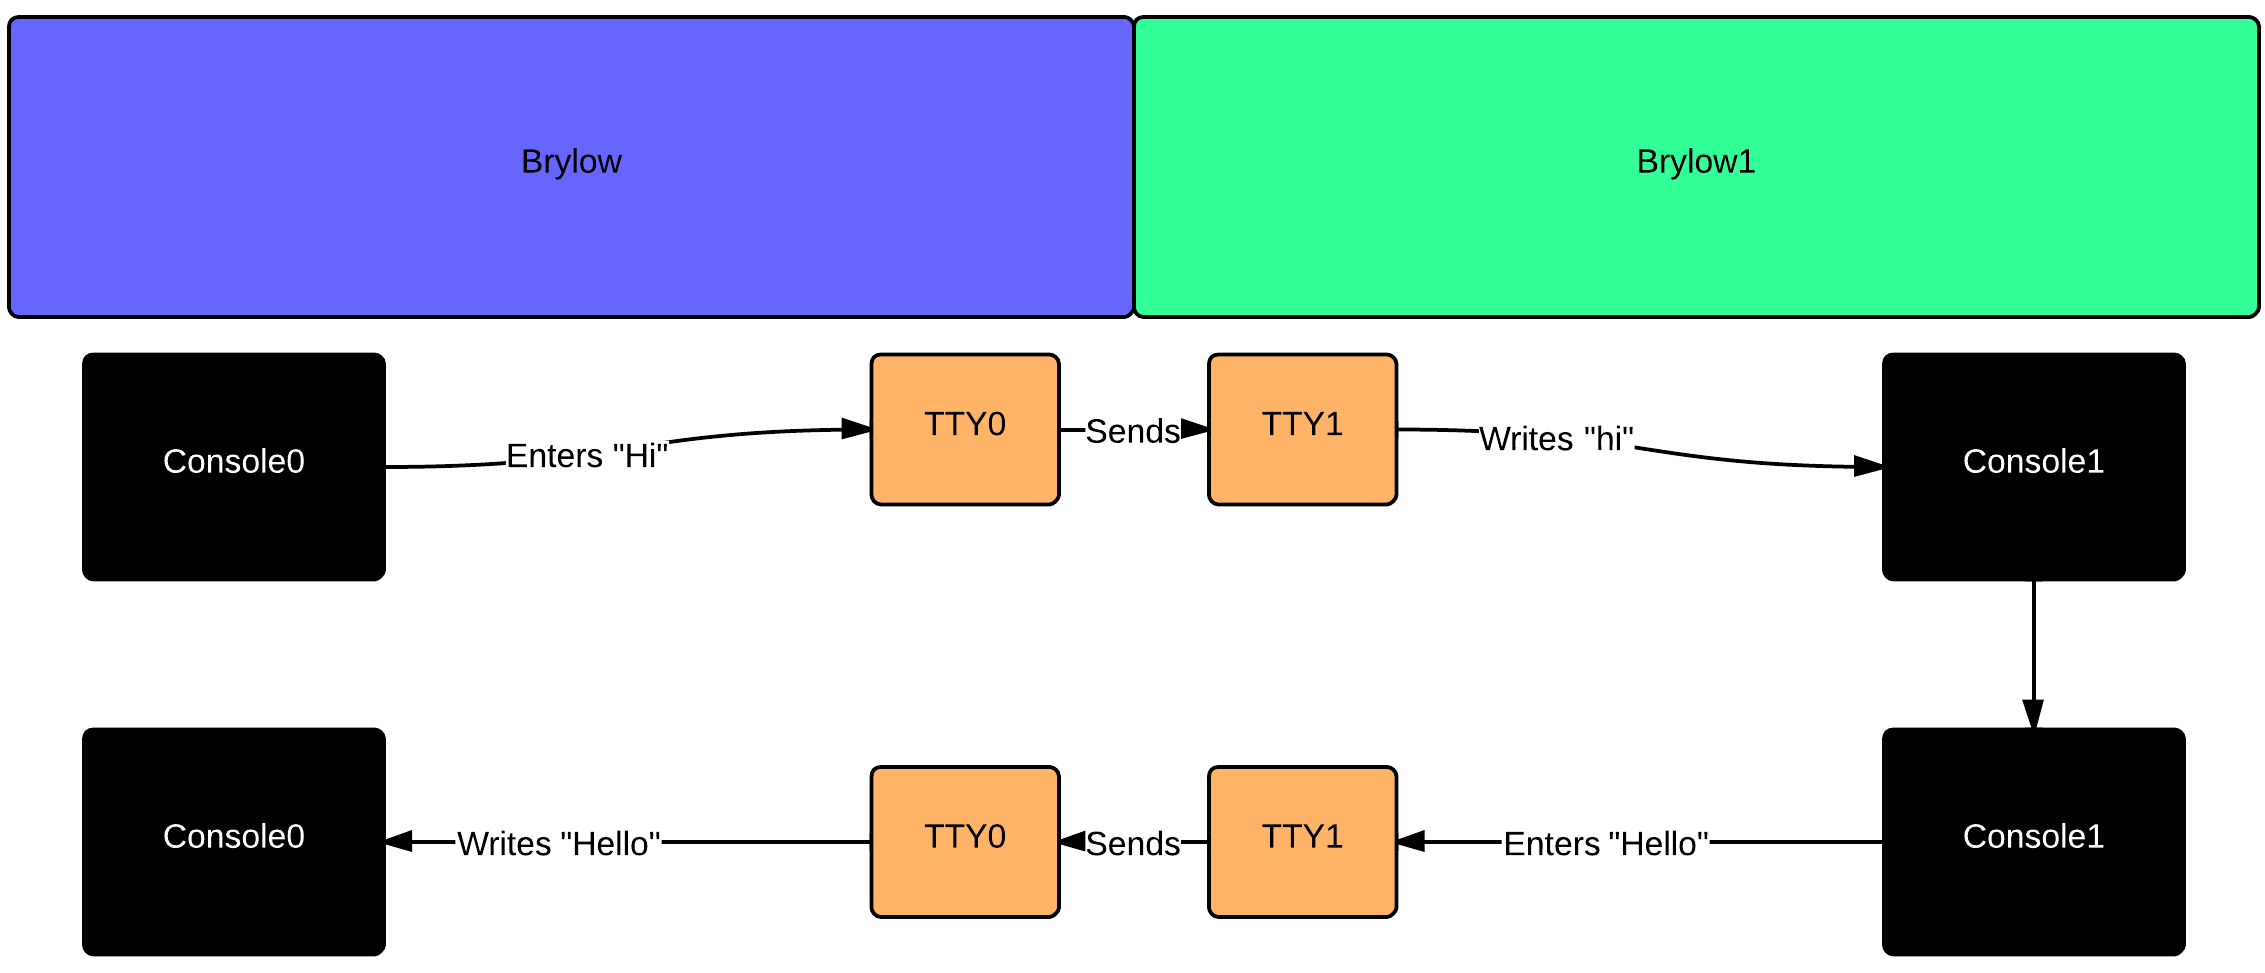 Brylow
Brylow1
Console0
Enters "Hi"
TTY0
Sends
TTY1
Writes "hi"
Console1
Console0
Writes "Hello"
TTY0
Sends
TTY1
Enters "Hello"
Console1